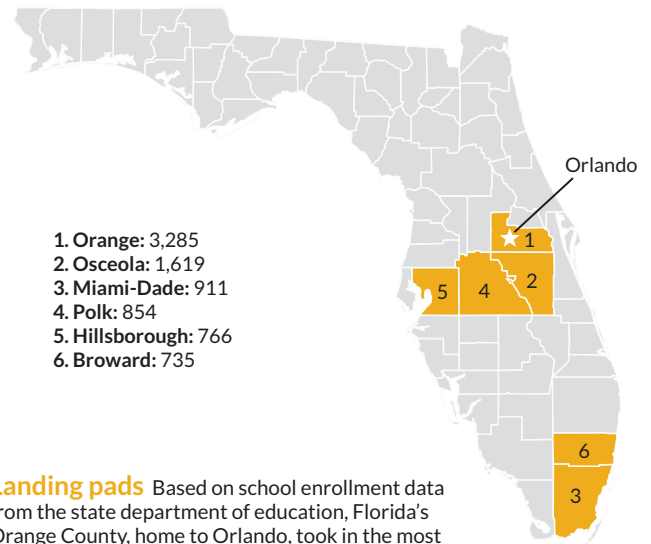 Orlando
1
2
5
4
6
3
1. Orange: 3,285
2. Osceola: 1,619
3. Miami-Dade: 911
4. Polk: 854
5. Hillsborough: 766
6. Broward: 735
Landing pads Based on school enrollment data
from the state department of education, Florida’s
Orange County, home to Orlando, took in the most